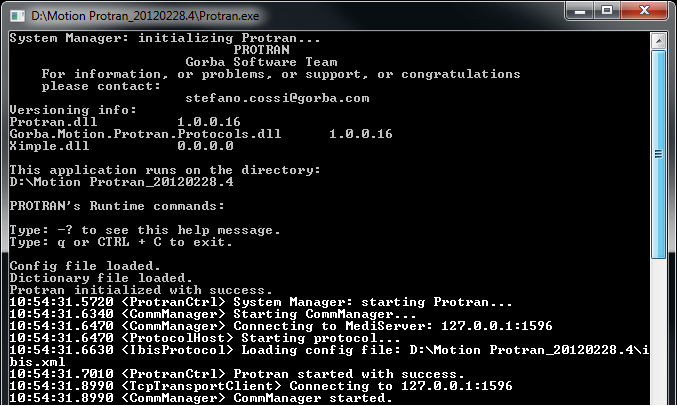 D:\Motion Protran_20120228.4\Protran.exe
System Manager: initializing Protran...
PROTRAN
Gorba Software Team
For information, or problems, or support, or congratulations
please contact:
stefano.cossi@gorba.com
Versioning info:
Protran.dll 1.0.0.16
Gorba.Motion.Protran.Protocols.dll 1.0.0.16
Ximple.dll 0.0.0.0
This application runs on the directory:
D:\Motion Protran_20120228.4
PROTRAN's Runtime commands:
Type: -? to see this help message.
Type: q or CTRL + C to exit.
Config file loaded.
Dictionary file loaded.
Protran initialized with success.
10:54:31.5720 <ProtranCtrl> System Manager: starting Protran...
10:54:31.6340 <CommManager> Starting CommManager...
10:54:31.6470 <CommManager> Connecting to MediServer: 127.0.0.1:1596
10:54:31.6470 <ProtocolHost> Starting protocol...
10:54:31.6630 <IbisProtocol> Loading config file: D:\Motion Protran_20120228.4\i
bis.xml
10:54:31.7010 <ProtranCtrl> Protran started with success.
10:54:31.8990 <TcpTransportClient> Connecting to 127.0.0.1:1596
10:54:31.8990 <CommManager> CommManager started.